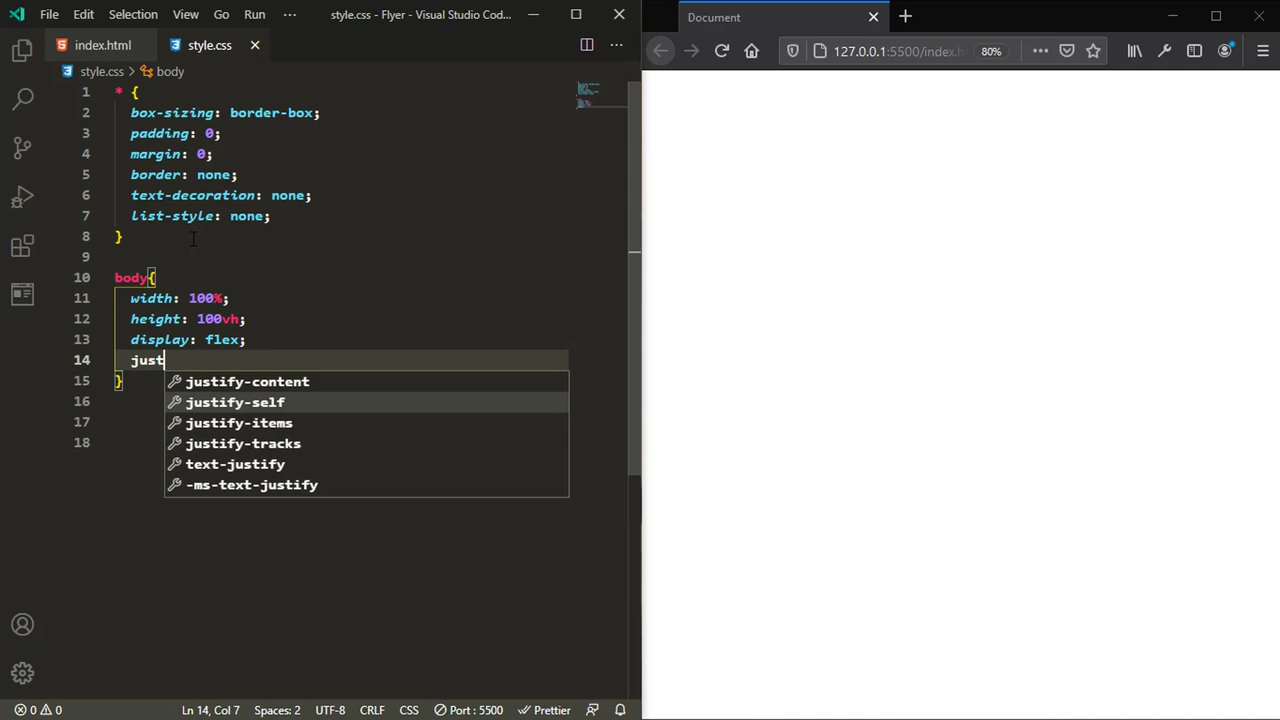 File Edit Selection View Go Run ··· style.css - Flyer - Visual Studio Cod...
Document
index.html style.css
127.0.0.1:5500/index.h 80%
style.css > body
1 * {
2 box-sizing: border-box;
3 padding: 0;
4 margin: 0;
5 border: none;
6 text-decoration: none;
7 list-style: none;
8 }
9
10 body{
11 width: 100%;
12 height: 100vh;
13 display: flex;
14 just
15 }
16
17
18
justify-content
justify-self
justify-items
justify-tracks
text-justify
-ms-text-justify
0 0 Ln 14, Col 7 Spaces: 2 UTF-8 CRLF CSS Port : 5500 Prettier